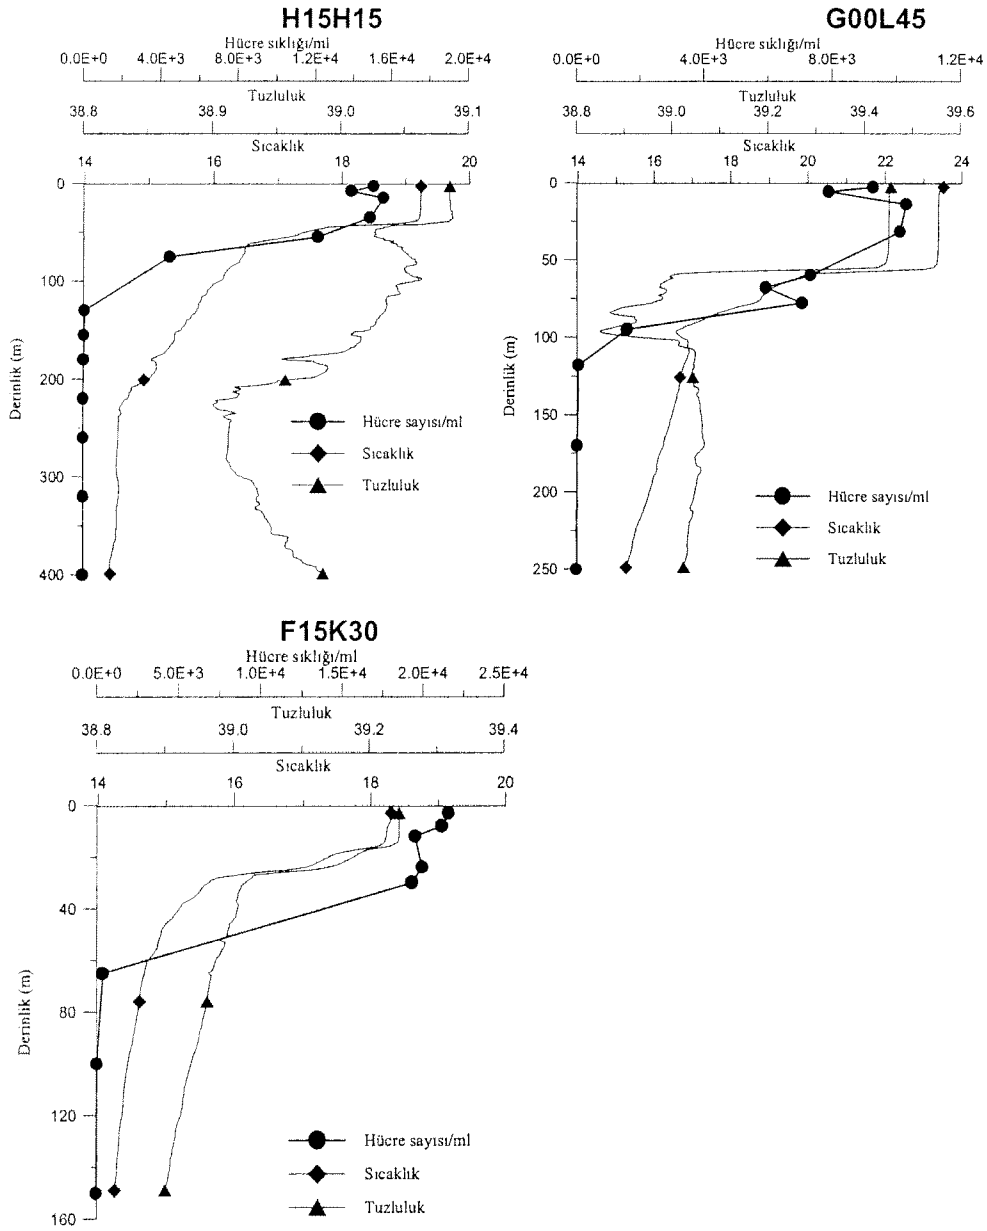 H15H15
Hücre sıklığı/ml
0.0E+0 4.0E+3 8.0E+3 1.2E+4 1.6E+4 2.0E+4
Tuzluluk
38.8 38.9 39.0 39.1
Sıcaklık
14 16 18 20
0
100
200
300
400
Derinlik (m)
Hücre sayısı/ml
Sıcaklık
Tuzluluk
G00L45
Hücre sıklığı/ml
0.0E+0 4.0E+3 8.0E+3 1.2E+4
Tuzluluk
38.8 39.0 39.2 39.4 39.6
Sıcaklık
14 16 18 20 22 24
0
50
100
150
200
250
Derinlik (m)
Hücre sayısı/ml
Sıcaklık
Tuzluluk
F15K30
Hücre sıklığı/ml
0.0E+0 5.0E+3 1.0E+4 1.5E+4 2.0E+4 2.5E+4
Tuzluluk
38.8 39.0 39.2 39.4
Sıcaklık
14 16 18 20
0
40
80
120
160
Derinlik (m)
Hücre sayısı/ml
Sıcaklık
Tuzluluk